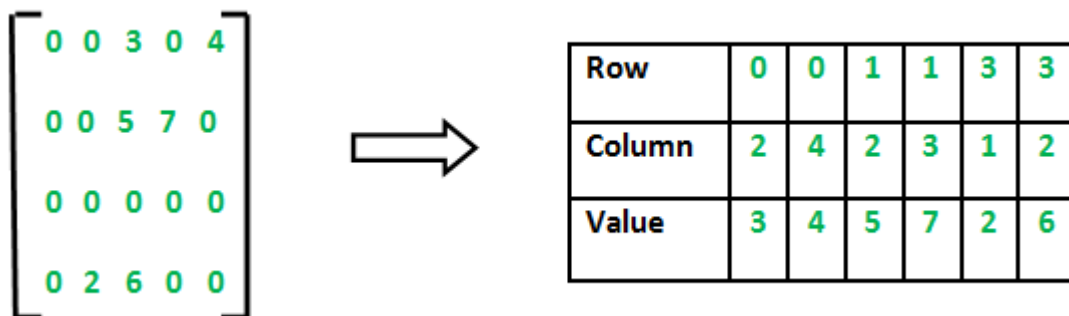 0 0 3 0 4
0 0 5 7 0
0 0 0 0 0
0 2 6 0 0
Row 0 0 1 1 3 3
Column 2 4 2 3 1 2
Value 3 4 5 7 2 6